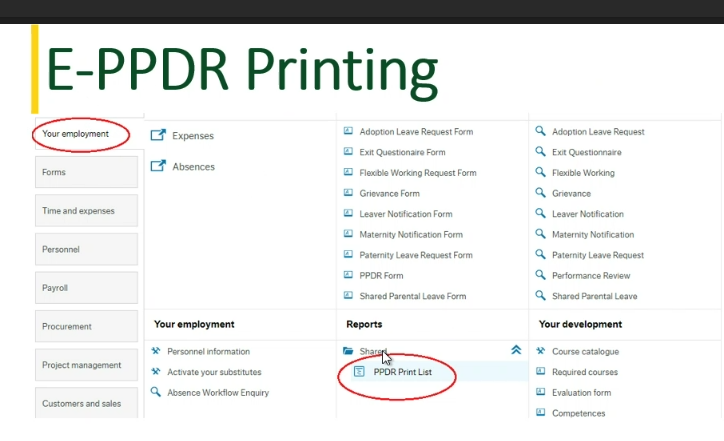 E-PPDR Printing
Your employment
Forms
Time and expenses
Personnel
Payroll
Procurement
Project management
Customers and sales
Expenses
Absences
Adoption Leave Request Form
Exit Questionaire Form
Flexible Working Request Form
Grievance Form
Leaver Notification Form
Maternity Notification Form
Paternity Leave Request Form
PPDR Form
Shared Parental Leave Form
Adoption Leave Request
Exit Questionnaire
Flexible Working
Grievance
Leaver Notification
Maternity Notification
Paternity Leave Request
Performance Review
Shared Parental Leave
Your employment
Personnel information
Activate your substitutes
Absence Workflow Enquiry
Reports
Shared
PPDR Print List
Your development
Course catalogue
Required courses
Evaluation form
Competences